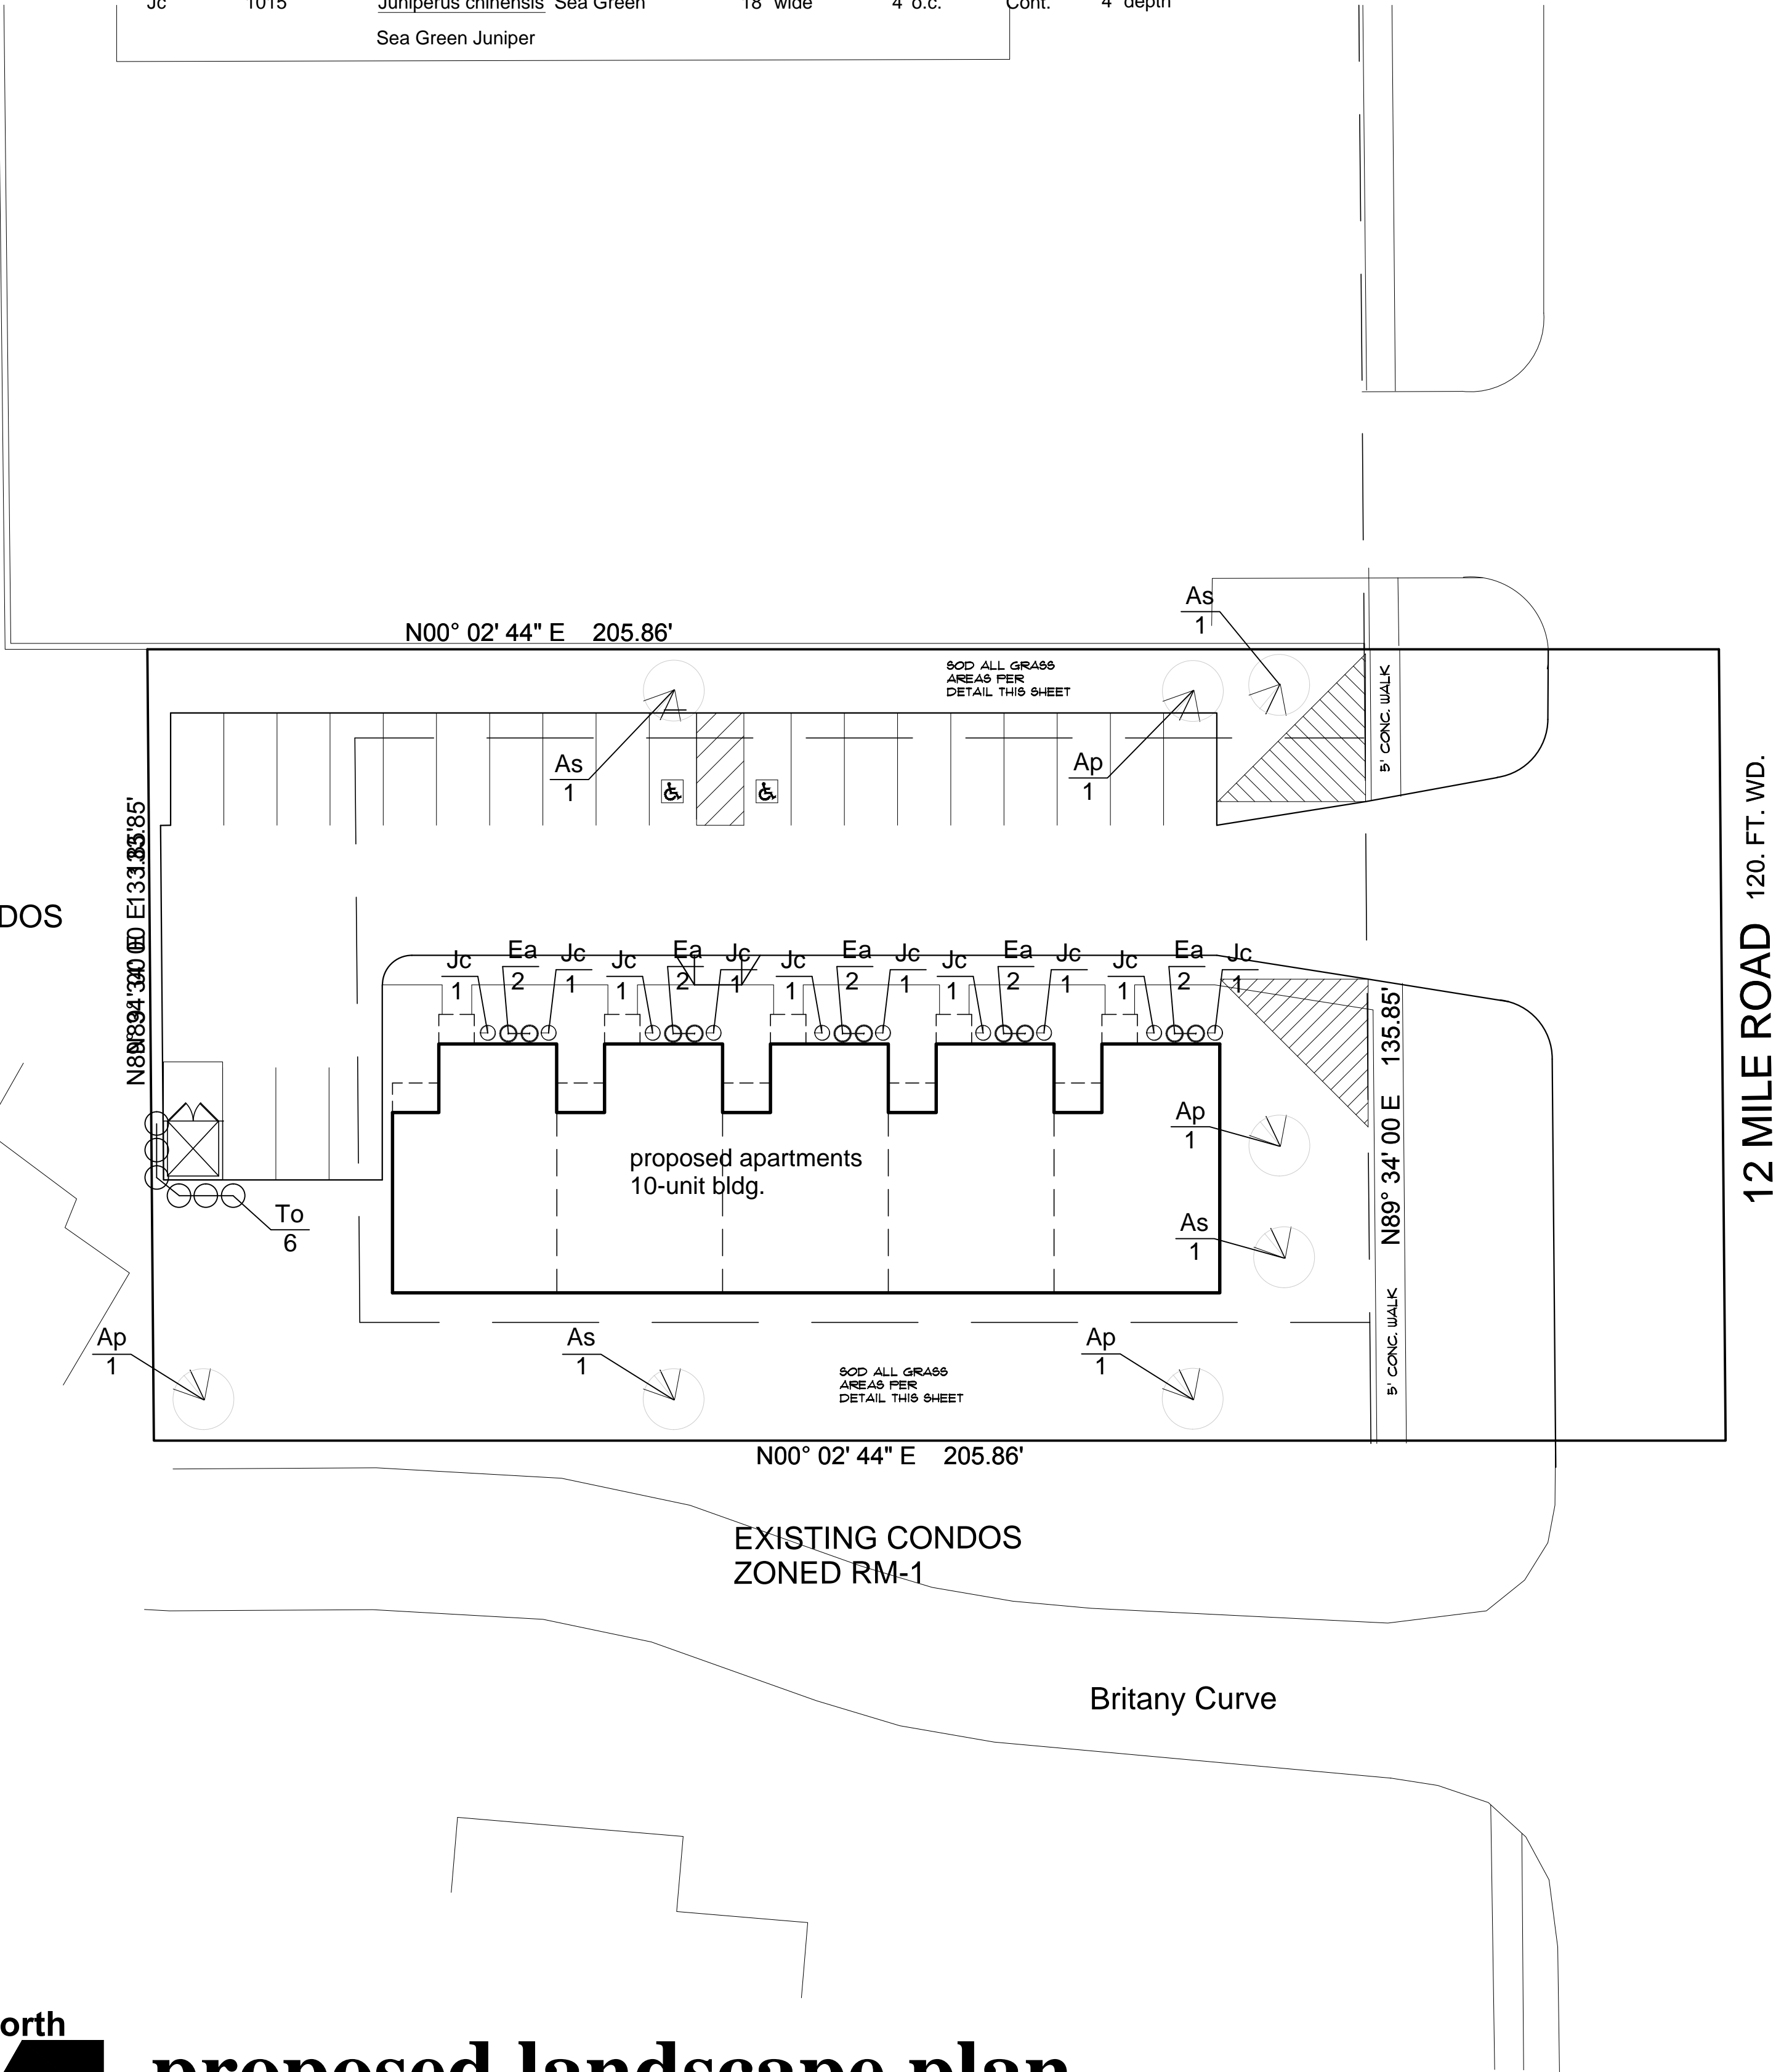 Jc 1015 Juniperus chinensis 'Sea Green' 18" wide 4' o.c. Cont. 4" depth
Sea Green Juniper
As
1
N00° 02' 44" E 205.86'
SOD ALL GRASS
AREAS PER
DETAIL THIS SHEET
5' CONC. WALK
As
1
Ap
1
120. FT. WD.
12 MILE ROAD
DOS
Jc
1
Ea
2
Jc
1
Jc
1
Ea
2
Jc
1
Jc
1
Ea
2
Jc
1
Jc
1
Ea
2
Jc
1
Jc
1
Ea
2
Jc
1
N89° 34' 00 E 135.85'
Ap
1
proposed apartments
10-unit bldg.
To
6
As
1
5' CONC. WALK
Ap
1
As
1
Ap
1
SOD ALL GRASS
AREAS PER
DETAIL THIS SHEET
N00° 02' 44" E 205.86'
EXISTING CONDOS
ZONED RM-1
Britany Curve
orth
proposed landscape plan